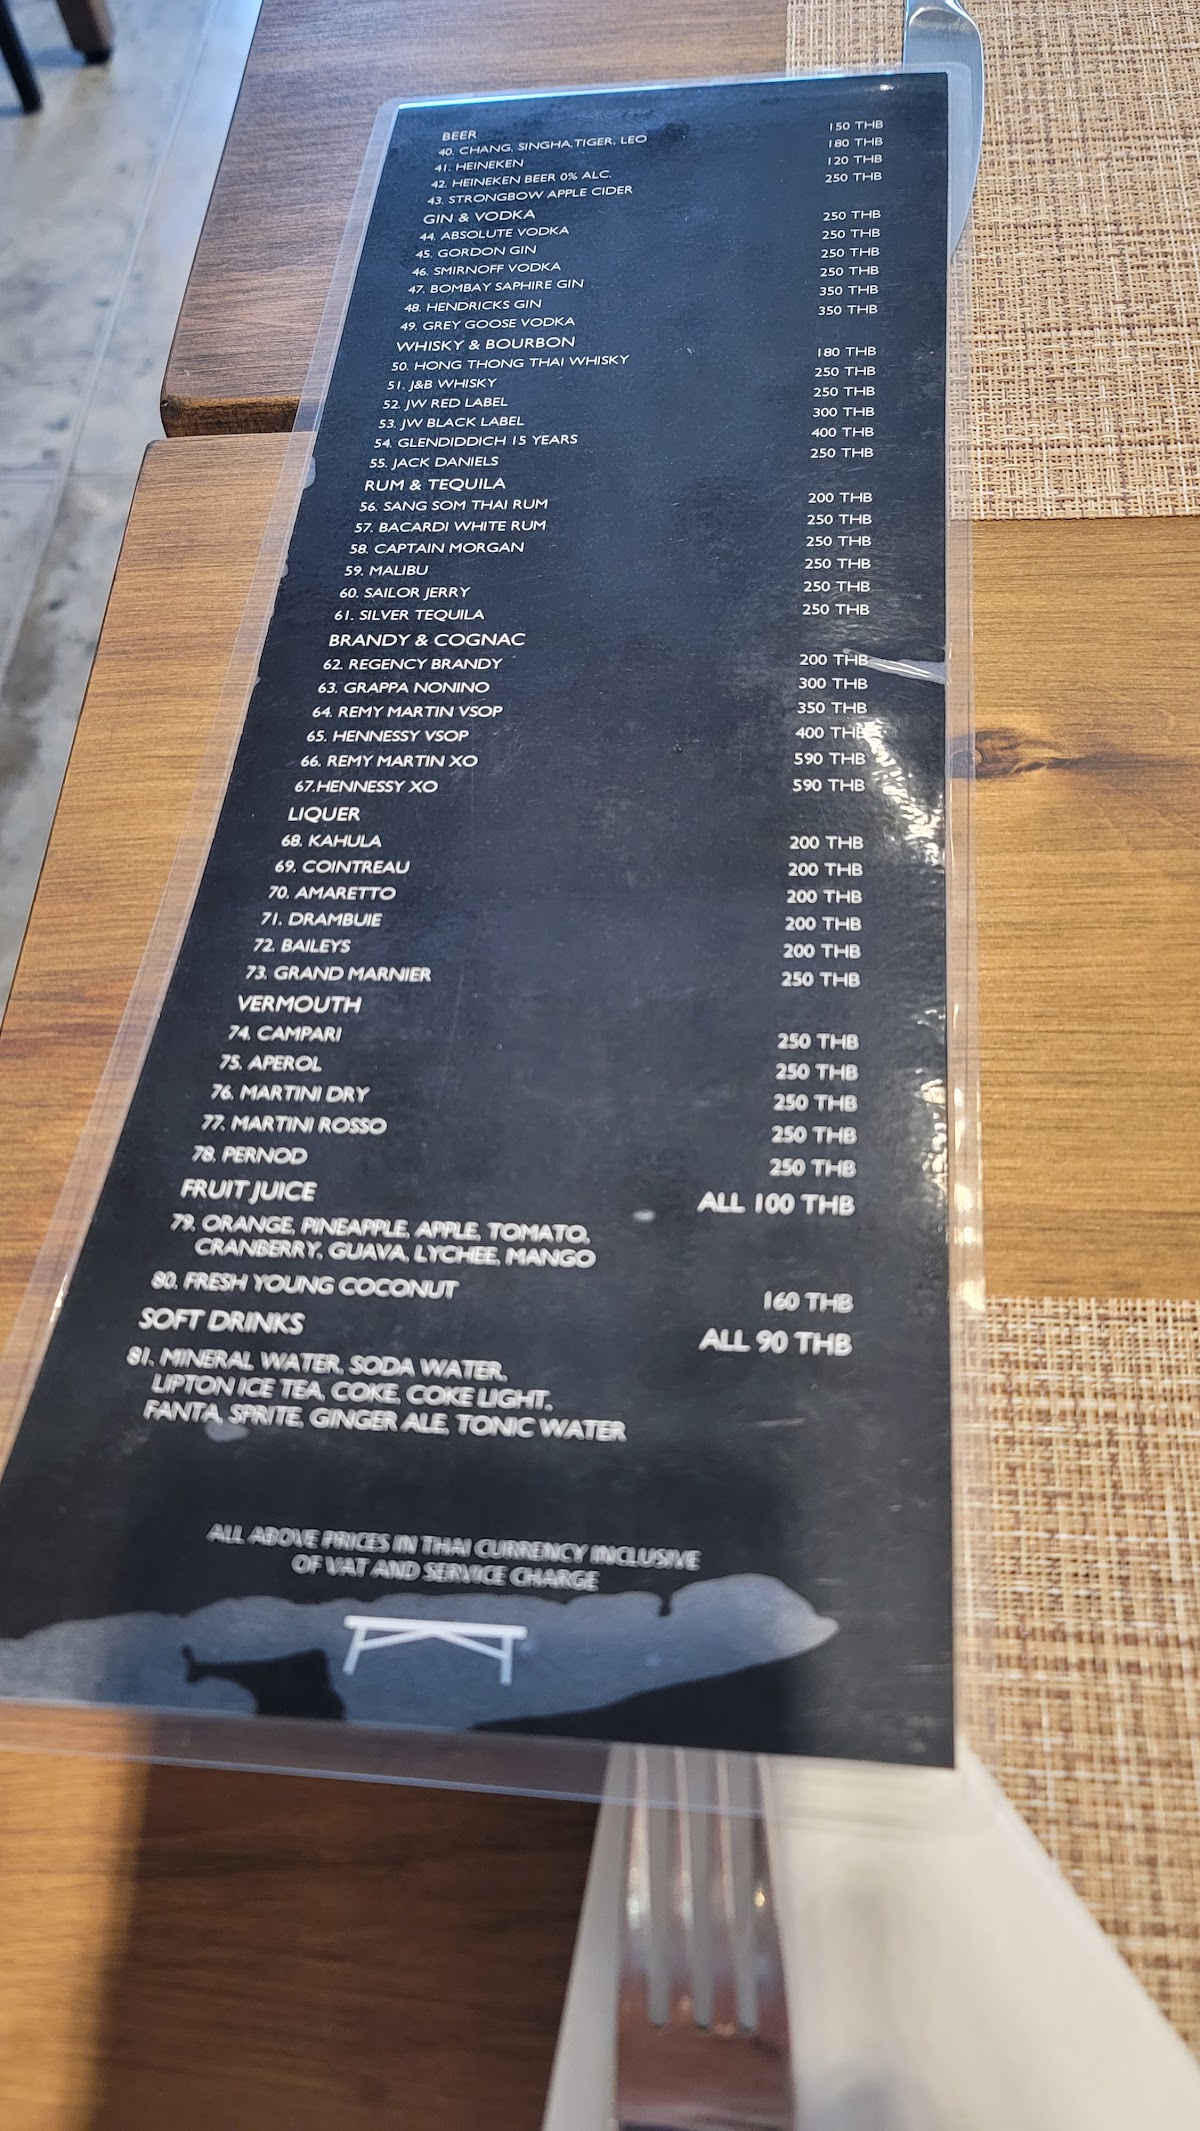 BEER
40. CHANG, SINGHA,TIGER, LEO 150 THB
41. HEINEKEN 180 THB
42. HEINEKEN BEER 0% ALC. 120 THB
43. STRONGBOW APPLE CIDER 250 THB
GIN & VODKA
44. ABSOLUTE VODKA 250 THB
45. GORDON GIN 250 THB
46. SMIRNOFF VODKA 250 THB
47. BOMBAY SAPHIRE GIN 250 THB
48. HENDRICKS GIN 350 THB
49. GREY GOOSE VODKA 350 THB
WHISKY & BOURBON
50. HONG THONG THAI WHISKY 180 THB
51. J&B WHISKY 250 THB
52. JW RED LABEL 250 THB
53. JW BLACK LABEL 300 THB
54. GLENDIDDICH 15 YEARS 400 THB
55. JACK DANIELS 250 THB
RUM & TEQUILA
56. SANG SOM THAI RUM 200 THB
57. BACARDI WHITE RUM 250 THB
58. CAPTAIN MORGAN 250 THB
59. MALIBU 250 THB
60. SAILOR JERRY 250 THB
61. SILVER TEQUILA 250 THB
BRANDY & COGNAC
62. REGENCY BRANDY 200 THB
63. GRAPPA NONINO 300 THB
64. REMY MARTIN VSOP 350 THB
65. HENNESSY VSOP 400 THB
66. REMY MARTIN XO 590 THB
67.HENNESSY XO 590 THB
LIQUER
68. KAHULA 200 THB
69. COINTREAU 200 THB
70. AMARETTO 200 THB
71. DRAMBUIE 200 THB
72. BAILEYS 200 THB
73. GRAND MARNIER 250 THB
VERMOUTH
74. CAMPARI 250 THB
75. APEROL 250 THB
76. MARTINI DRY 250 THB
77. MARTINI ROSSO 250 THB
78. PERNOD 250 THB
FRUIT JUICE ALL 100 THB
79. ORANGE, PINEAPPLE, APPLE, TOMATO,
CRANBERRY, GUAVA, LYCHEE, MANGO
80. FRESH YOUNG COCONUT 160 THB
SOFT DRINKS ALL 90 THB
81. MINERAL WATER, SODA WATER,
LIPTON ICE TEA, COKE, COKE LIGHT,
FANTA, SPRITE, GINGER ALE, TONIC WATER
ALL ABOVE PRICES IN THAI CURRENCY INCLUSIVE
OF VAT AND SERVICE CHARGE